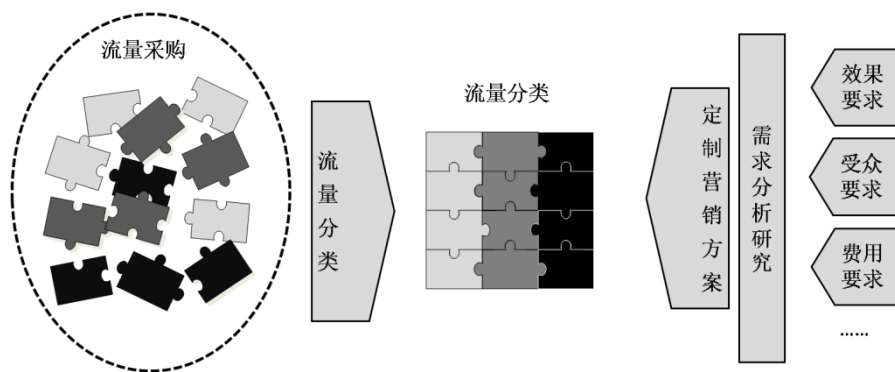 流量采购
流量分类
流量分类
定制营销方案
需求分析研究
效果
要求
受众
要求
费用
要求
……